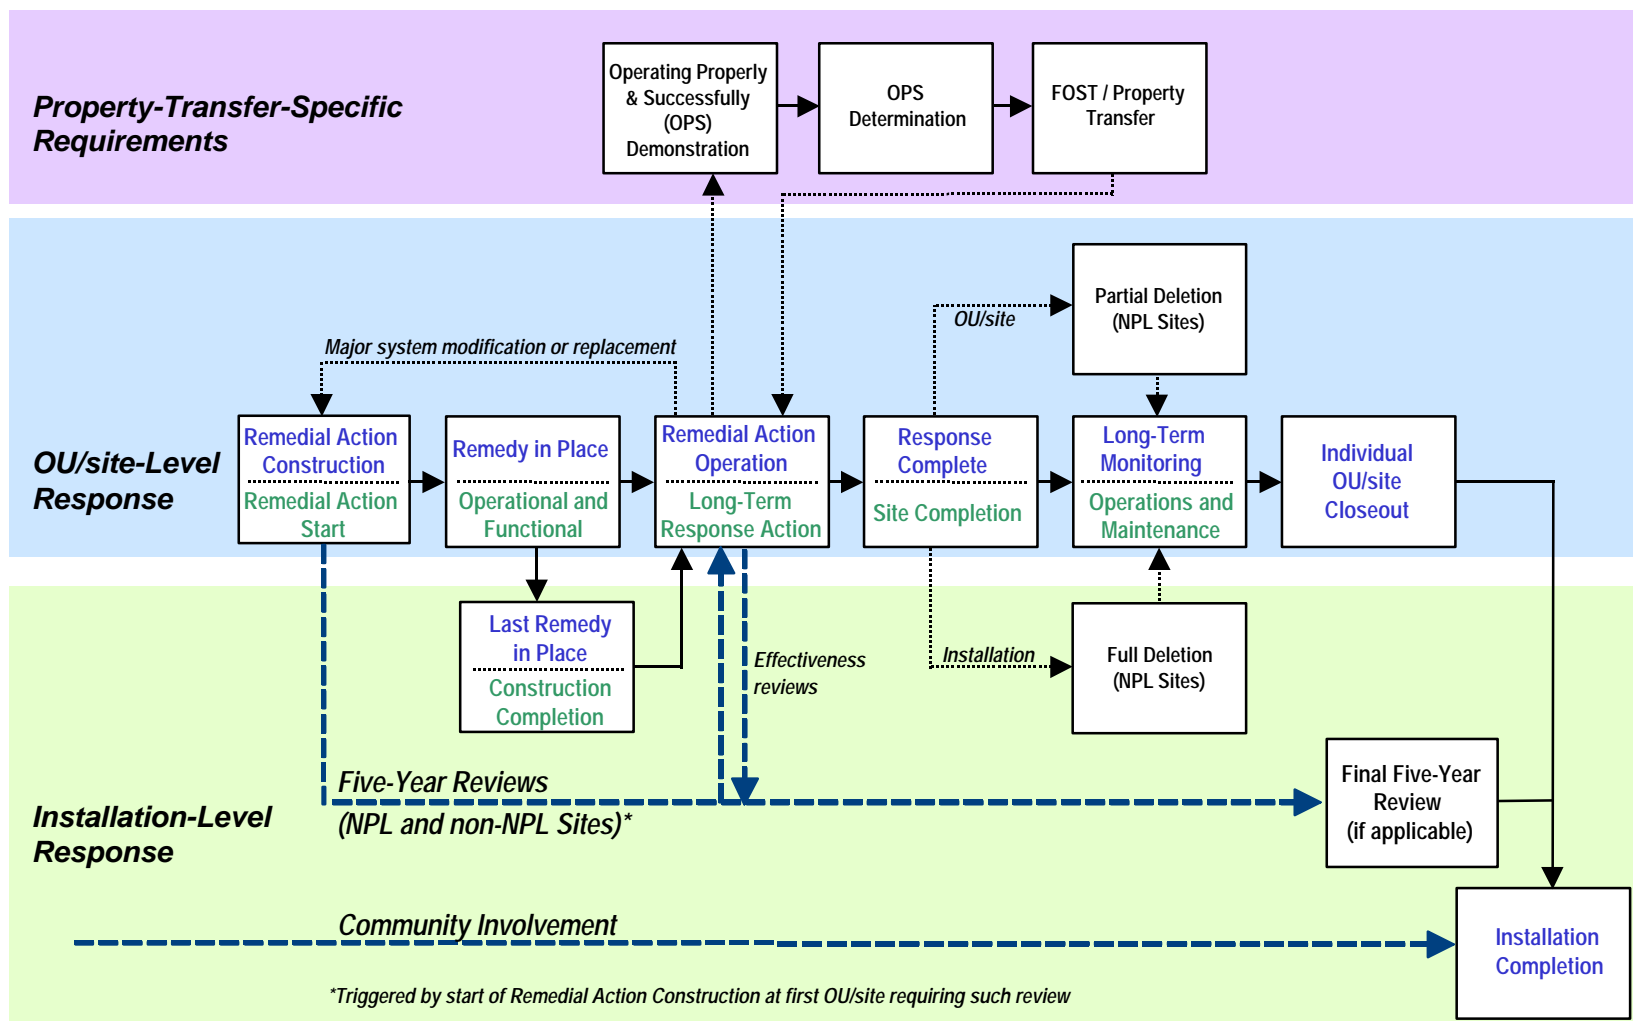 Property-Transfer-Specific
Requirements
Operating Properly
& Successfully
(OPS)
Demonstration
OPS
Determination
FOST / Property
Transfer
OU/site-Level
Response
Major system modification or replacement
OU/site
Partial Deletion
(NPL Sites)
Remedial Action
Construction
Remedial Action
Start
Remedy in Place
Operational and
Functional
Remedial Action
Operation
Long-Term
Response Action
Response
Complete
Site Completion
Long-Term
Monitoring
Operations and
Maintenance
Individual
OU/site
Closeout
Installation-Level
Response
Last Remedy
in Place
Construction
Completion
Effectiveness
reviews
Installation
Full Deletion
(NPL Sites)
Five-Year Reviews
(NPL and non-NPL Sites)*
Final Five-Year
Review
(if applicable)
Community Involvement
Installation
Completion
*Triggered by start of Remedial Action Construction at first OU/site requiring such review